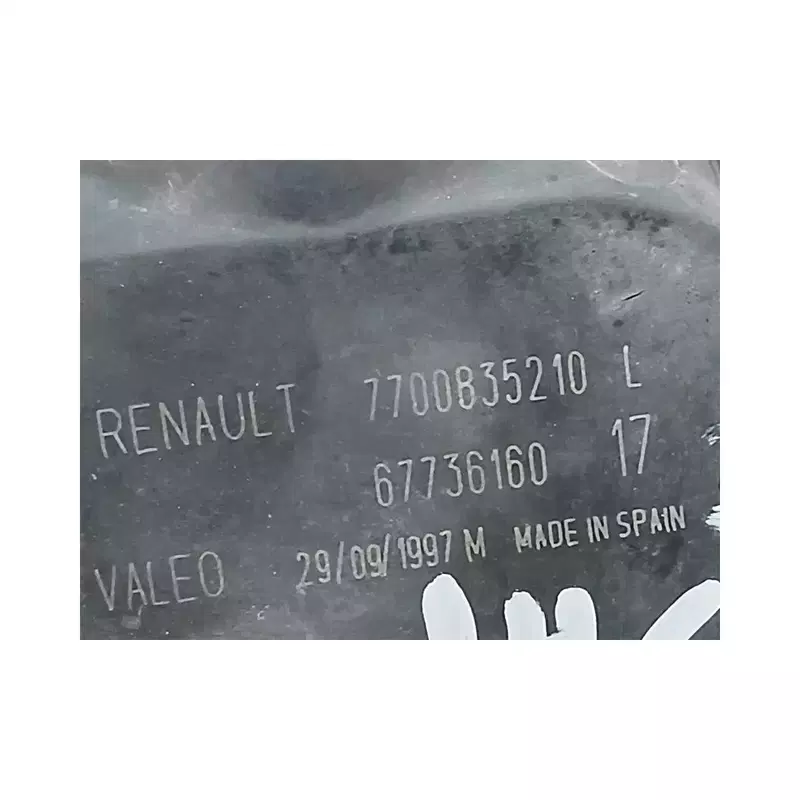 RENAULT 7700835210 L
67736160 17
VALEO 29/09/1997 M MADE IN SPAIN